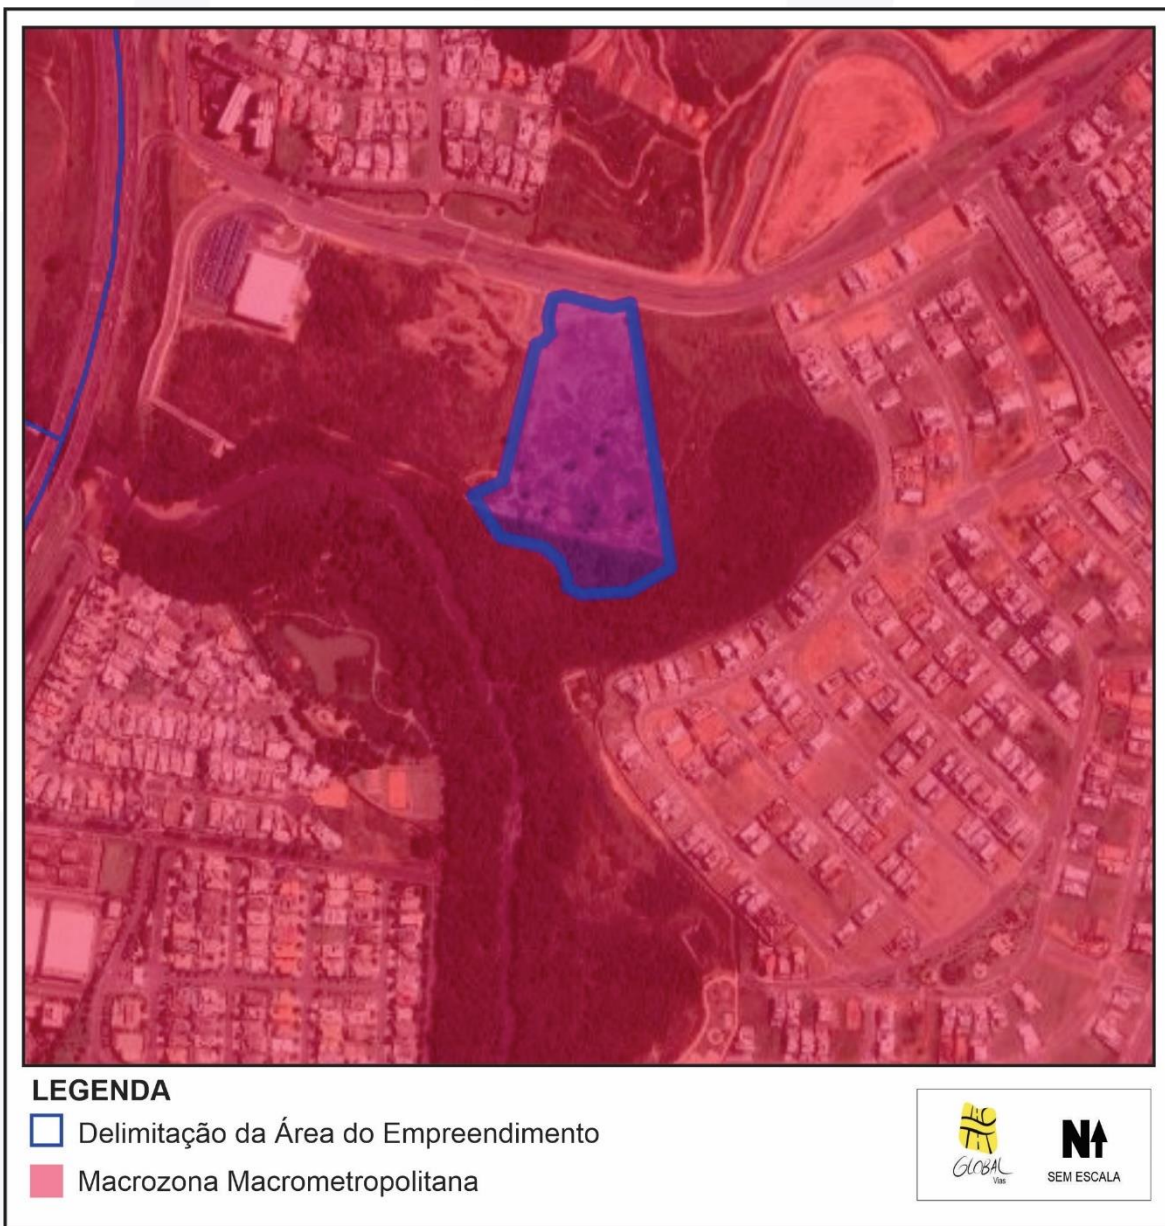 LEGENDA
Delimitação da Área do Empreendimento
Macrozona Macrometropolitana
GLOBAL
Vias
N
SEM ESCALA